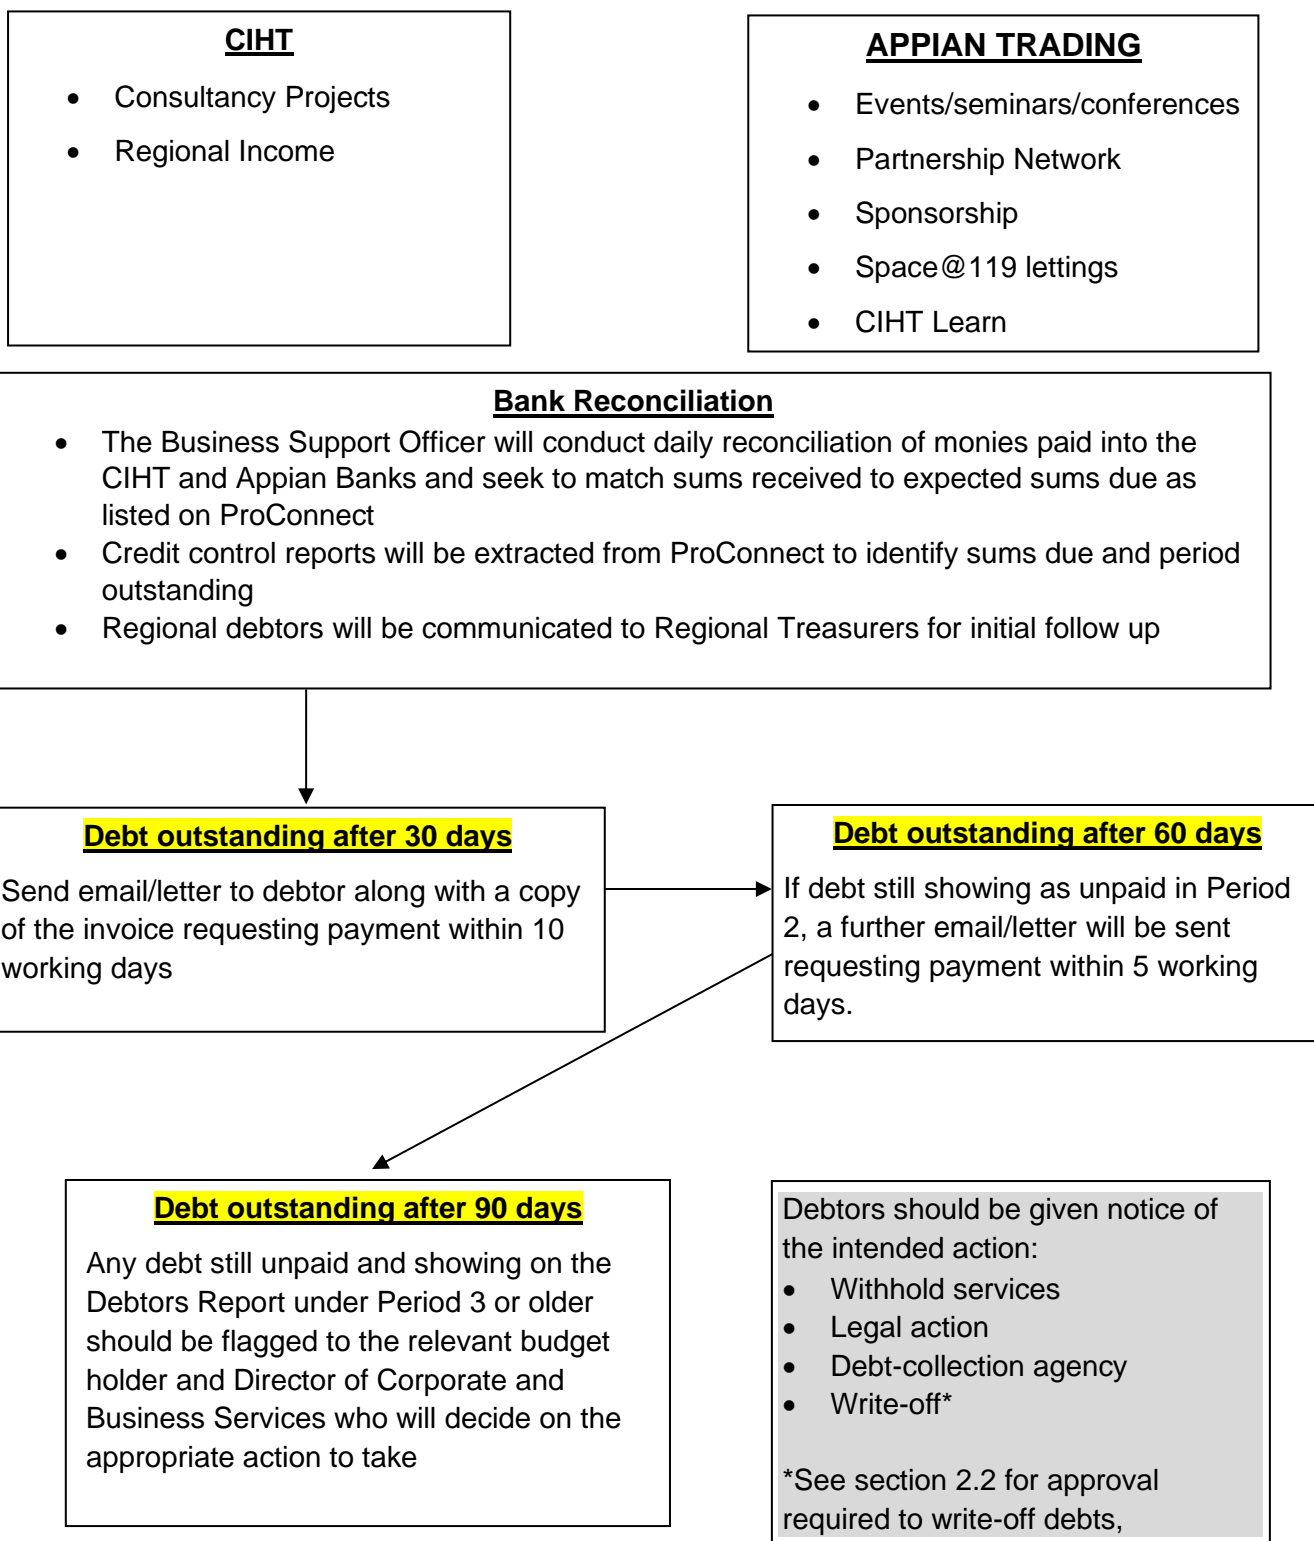 CIHT
• Consultancy Projects
• Regional Income
APPIAN TRADING
• Events/seminars/conferences
• Partnership Network
• Sponsorship
• Space@119 lettings
• CIHT Learn
Bank Reconciliation
• The Business Support Officer will conduct daily reconciliation of monies paid into the
CIHT and Appian Banks and seek to match sums received to expected sums due as
listed on ProConnect
• Credit control reports will be extracted from ProConnect to identify sums due and period
outstanding
• Regional debtors will be communicated to Regional Treasurers for initial follow up
Debt outstanding after 30 days
Send email/letter to debtor along with a copy
of the invoice requesting payment within 10
working days
Debt outstanding after 60 days
If debt still showing as unpaid in Period
2, a further email/letter will be sent
requesting payment within 5 working
days.
Debt outstanding after 90 days
Any debt still unpaid and showing on the
Debtors Report under Period 3 or older
should be flagged to the relevant budget
holder and Director of Corporate and
Business Services who will decide on the
appropriate action to take
Debtors should be given notice of
the intended action:
• Withhold services
• Legal action
• Debt-collection agency
• Write-off*
*See section 2.2 for approval
required to write-off debts,